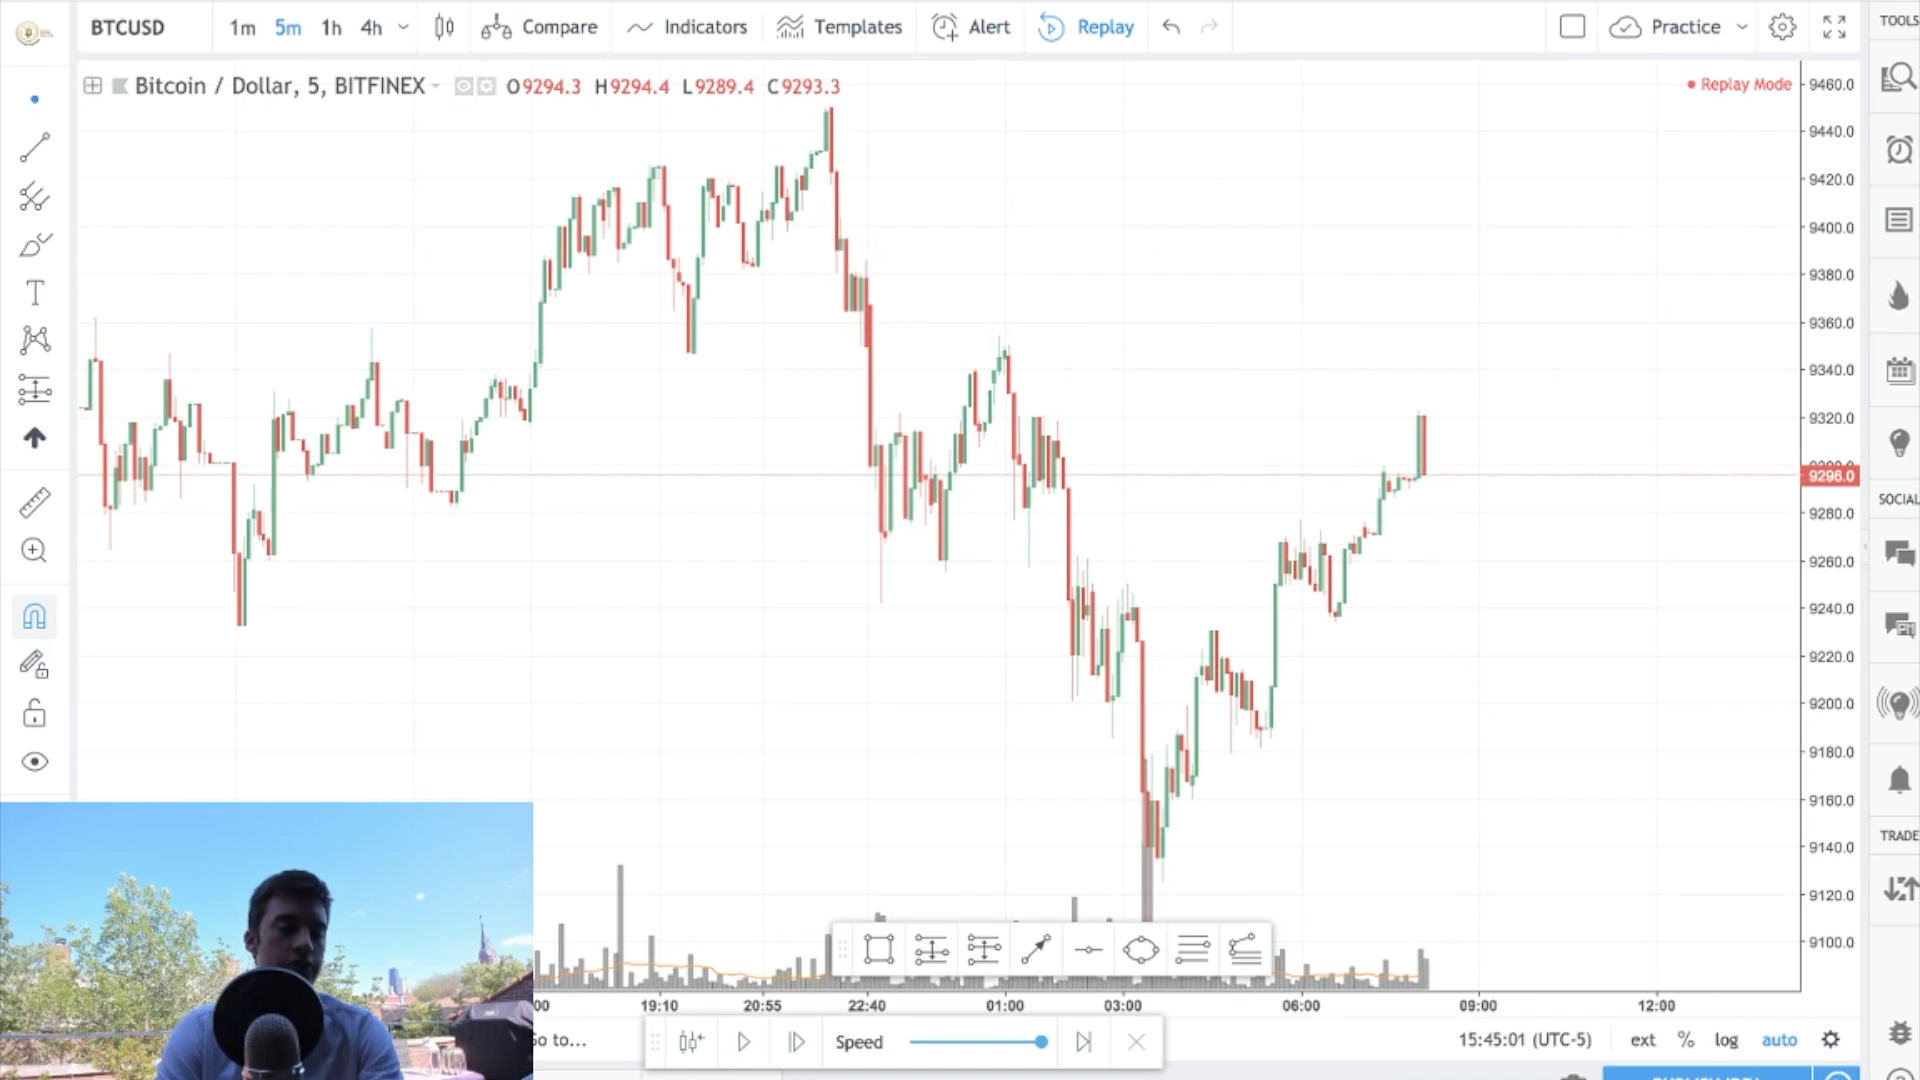 BTCUSD 1m 5m 1h 4h Compare Indicators Templates Alert Replay Practice TOOLS
Bitcoin / Dollar, 5, BITFINEX O9294.3 H9294.4 L9289.4 C9293.3
Replay Mode
9460.0
9440.0
9420.0
9400.0
9380.0
9360.0
9340.0
9320.0
9296.0
9280.0
9260.0
9240.0
9220.0
9200.0
9180.0
9160.0
9140.0
9120.0
9100.0
SOCIAL
TRADE
T
19:10 20:55 22:40 01:00 03:00 06:00 09:00 12:00
to... Speed 15:45:01 (UTC-5) ext % log auto